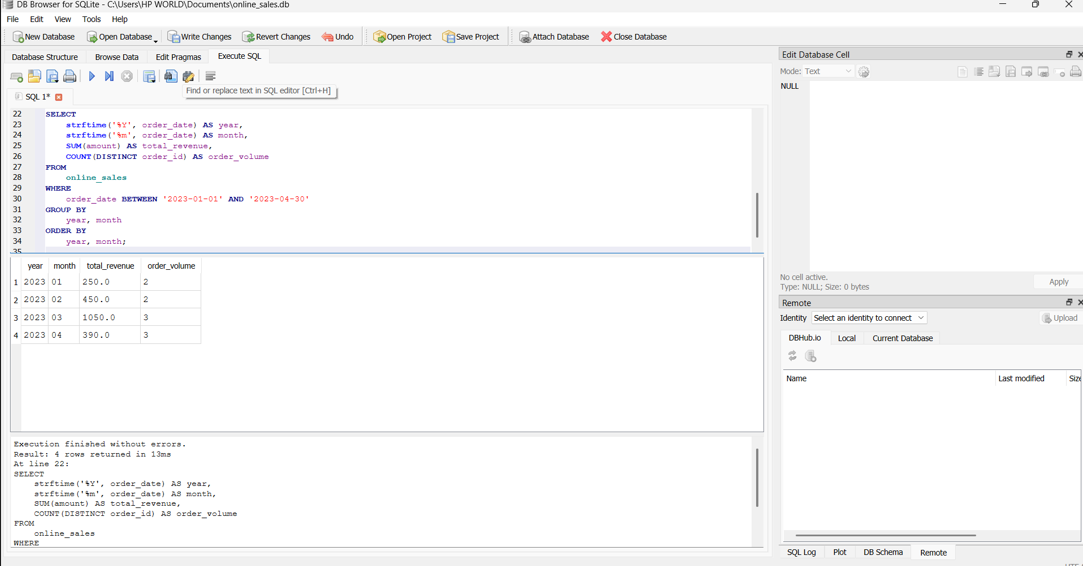 DB Browser for SQLite - C:\Users\HP WORLD\Documents\online_sales.db
File Edit View Tools Help
New Database Open Database Write Changes Revert Changes Undo Open Project Save Project Attach Database Close Database
Database Structure Browse Data Edit Pragmas Execute SQL
SQL 1*
Find or replace text in SQL editor [Ctrl+H]
22 SELECT
23 strftime('%Y', order_date) AS year,
24 strftime('%m', order_date) AS month,
25 SUM(amount) AS total_revenue,
26 COUNT(DISTINCT order_id) AS order_volume
27 FROM
28 online_sales
29 WHERE
30 order_date BETWEEN '2023-01-01' AND '2023-04-30'
31 GROUP BY
32 year, month
33 ORDER BY
34 year, month;
35
year month total_revenue order_volume
1 2023 01 250.0 2
2 2023 02 450.0 2
3 2023 03 1050.0 3
4 2023 04 390.0 3
Execution finished without errors.
Result: 4 rows returned in 13ms
At line 22:
SELECT
strftime('%Y', order_date) AS year,
strftime('%m', order_date) AS month,
SUM(amount) AS total_revenue,
COUNT(DISTINCT order_id) AS order_volume
FROM
online_sales
WHERE
Edit Database Cell
Mode: Text
NULL
No cell active.
Type: NULL; Size: 0 bytes
Apply
Remote
Identity Select an identity to connect Upload
DBHub.io Local Current Database
Name Last modified Size
SQL Log Plot DB Schema Remote